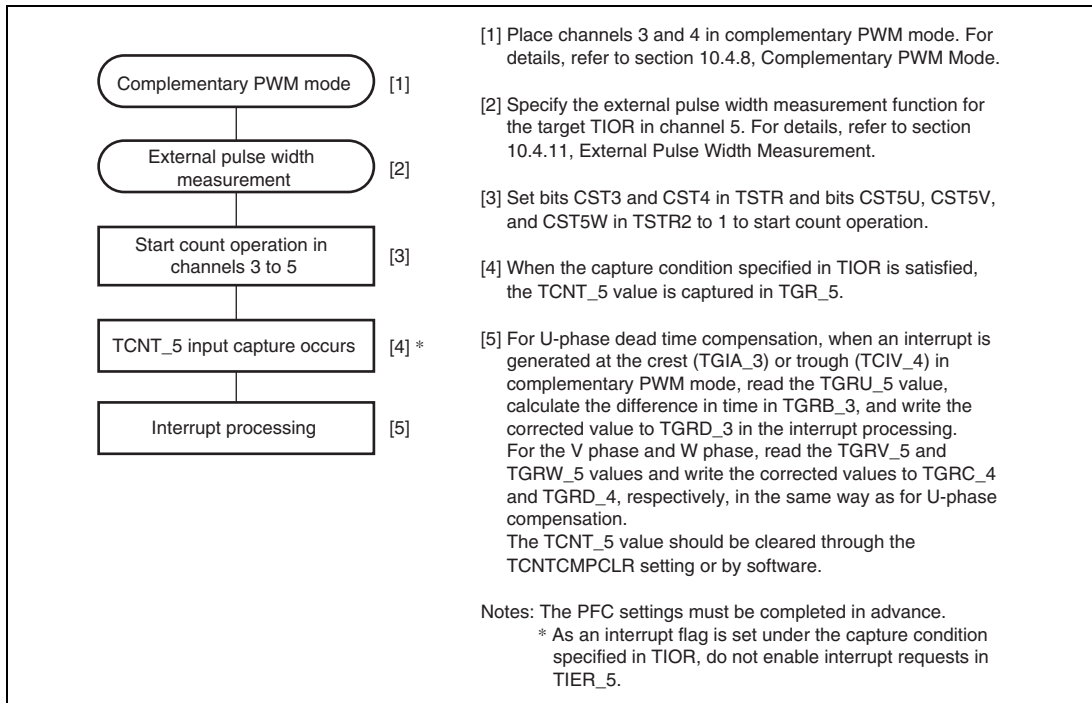 Complementary PWM mode [1]
External pulse width
measurement [2]
Start count operation in
channels 3 to 5 [3]
TCNT_5 input capture occurs [4] *
Interrupt processing [5]
[1] Place channels 3 and 4 in complementary PWM mode. For
details, refer to section 10.4.8, Complementary PWM Mode.
[2] Specify the external pulse width measurement function for
the target TIOR in channel 5. For details, refer to section
10.4.11, External Pulse Width Measurement.
[3] Set bits CST3 and CST4 in TSTR and bits CST5U, CST5V,
and CST5W in TSTR2 to 1 to start count operation.
[4] When the capture condition specified in TIOR is satisfied,
the TCNT_5 value is captured in TGR_5.
[5] For U-phase dead time compensation, when an interrupt is
generated at the crest (TGIA_3) or trough (TCIV_4) in
complementary PWM mode, read the TGRU_5 value,
calculate the difference in time in TGRB_3, and write the
corrected value to TGRD_3 in the interrupt processing.
For the V phase and W phase, read the TGRV_5 and
TGRW_5 values and write the corrected values to TGRC_4
and TGRD_4, respectively, in the same way as for U-phase
compensation.
The TCNT_5 value should be cleared through the
TCNTCMPCLR setting or by software.
Notes: The PFC settings must be completed in advance.
* As an interrupt flag is set under the capture condition
specified in TIOR, do not enable interrupt requests in
TIER_5.